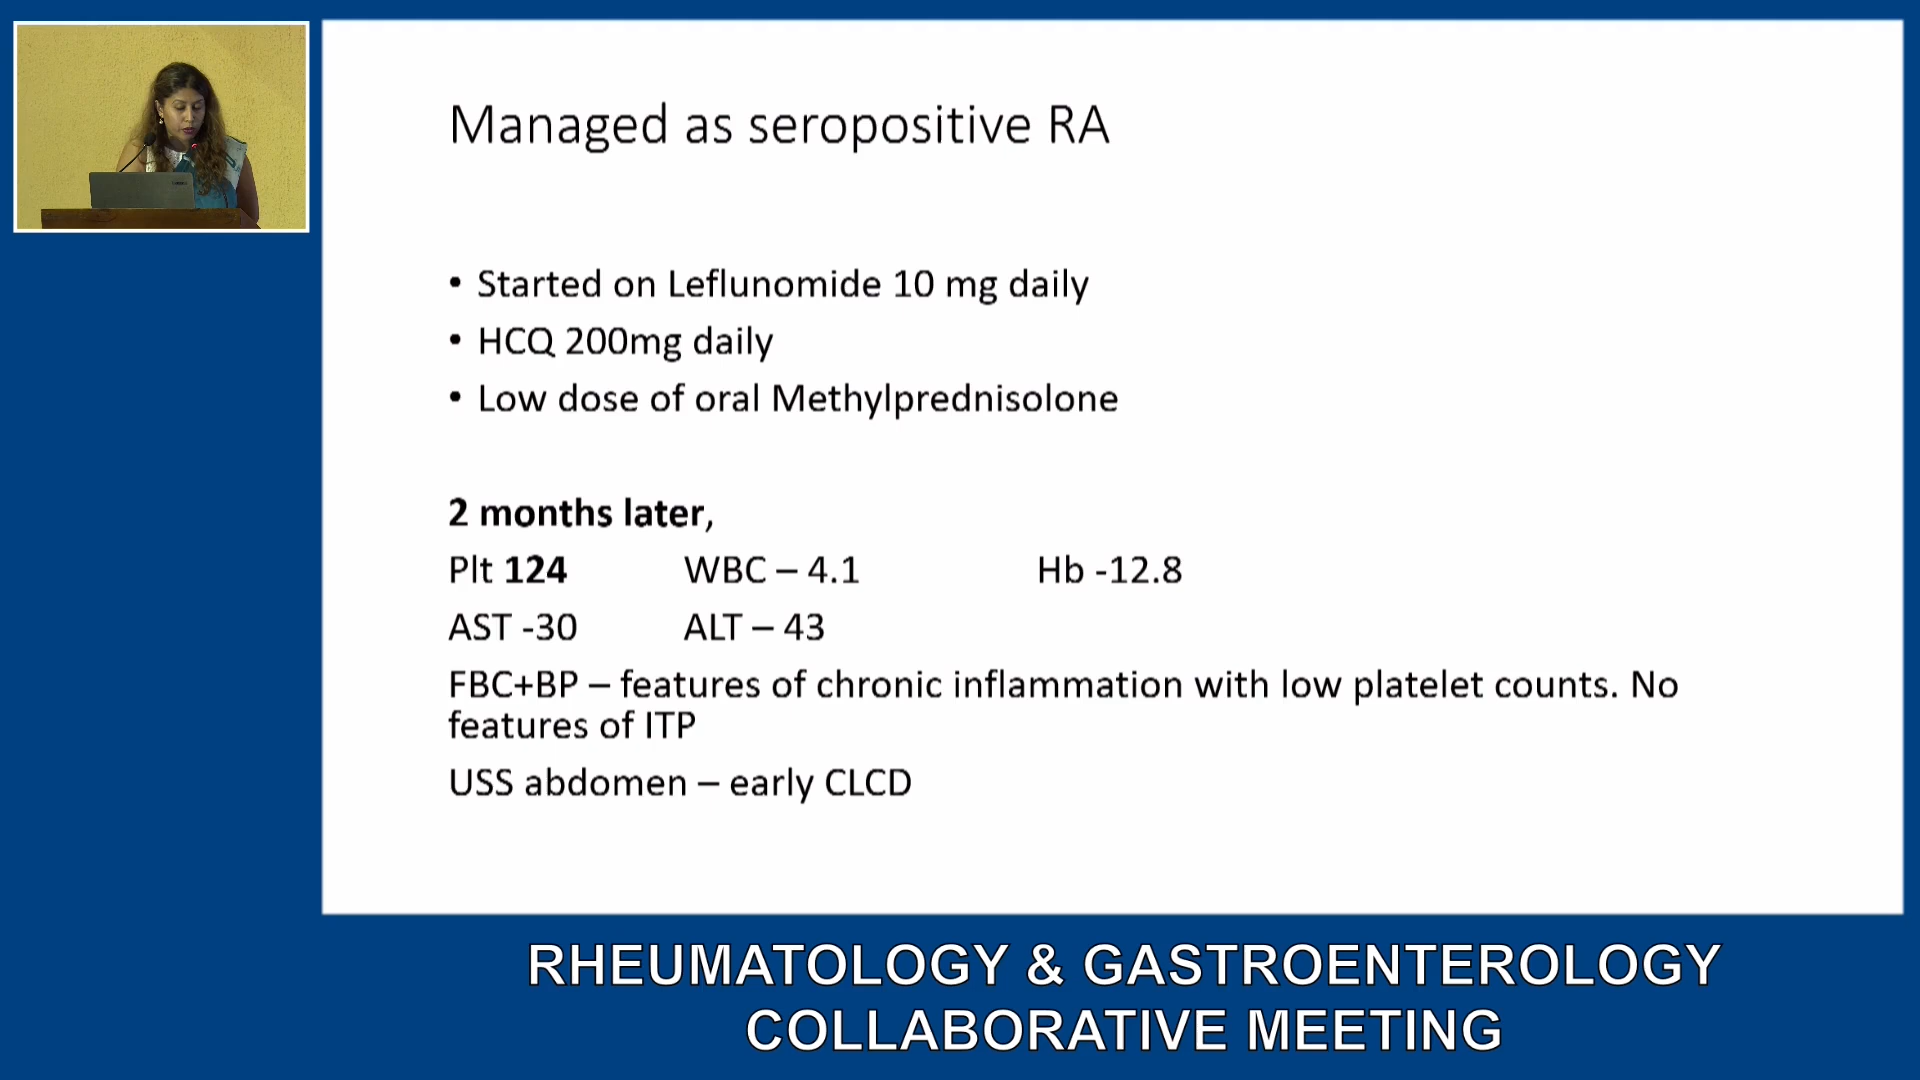 Managed as seropositive RA
• Started on Leflunomide 10 mg daily
• HCQ 200mg daily
• Low dose of oral Methylprednisolone
2 months later,
Plt 124 WBC – 4.1 Hb -12.8
AST -30 ALT – 43
FBC+BP – features of chronic inflammation with low platelet counts. No
features of ITP
USS abdomen – early CLCD
RHEUMATOLOGY & GASTROENTEROLOGY
COLLABORATIVE MEETING